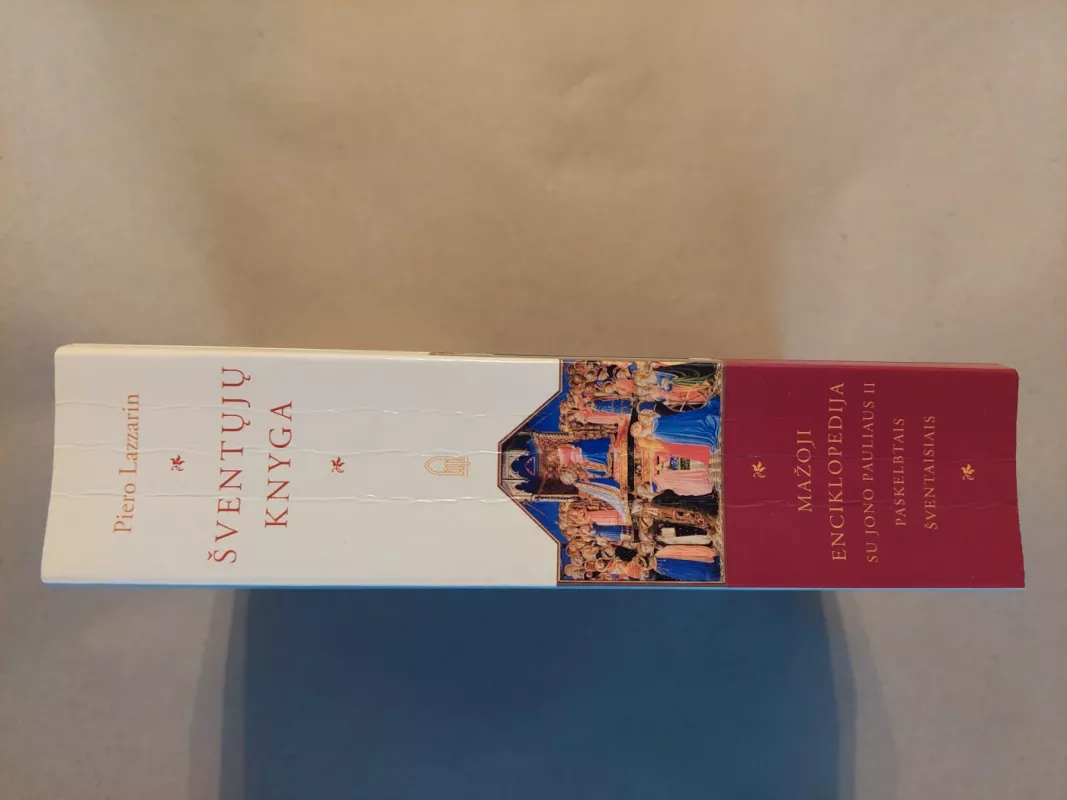 Piero Lazzarin
ŠVENTŲJŲ
KNYGA
MAŽOJI
ENCIKLOPEDIJA
SU JONO PAULIAUS II
PASKELBTAIS
ŠVENTAISIAIS